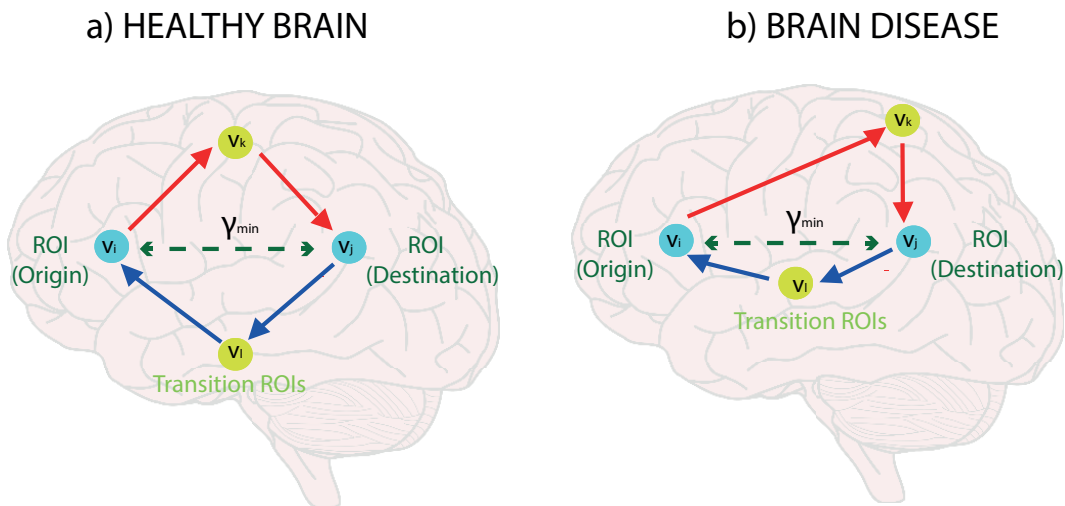 a) HEALTHY BRAIN
Vk
γmin
Vi
Vj
ROI
(Origin)
ROI
(Destination)
Vl
Transition ROIs
b) BRAIN DISEASE
Vk
γmin
Vi
Vj
ROI
(Origin)
ROI
(Destination)
Vl
Transition ROIs